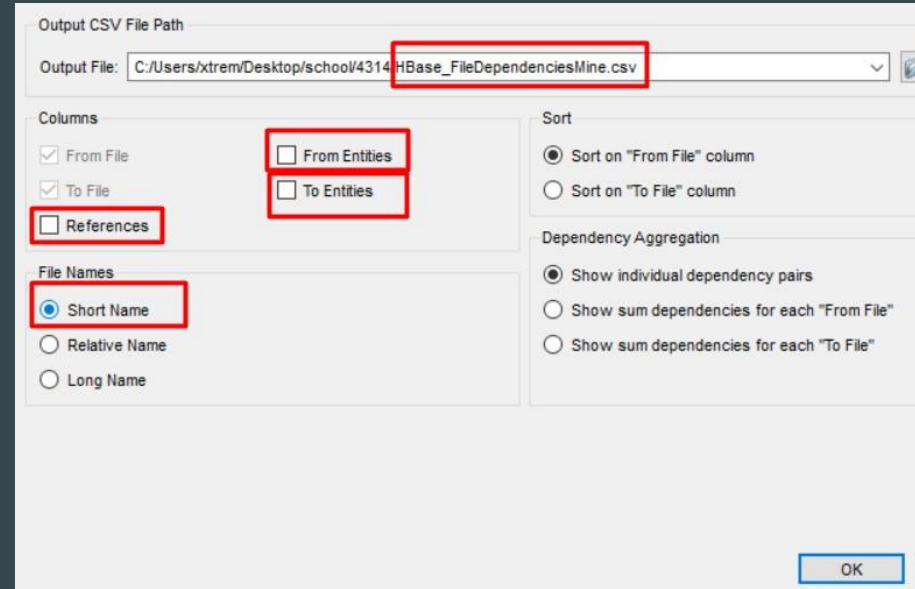 Output CSV File Path
Output File: C:/Users/xtrem/Desktop/school/4314/HBase_FileDependenciesMine.csv
Columns
From File
From Entities
To File
To Entities
References
File Names
Short Name
Relative Name
Long Name
Sort
Sort on "From File" column
Sort on "To File" column
Dependency Aggregation
Show individual dependency pairs
Show sum dependencies for each "From File"
Show sum dependencies for each "To File"
OK